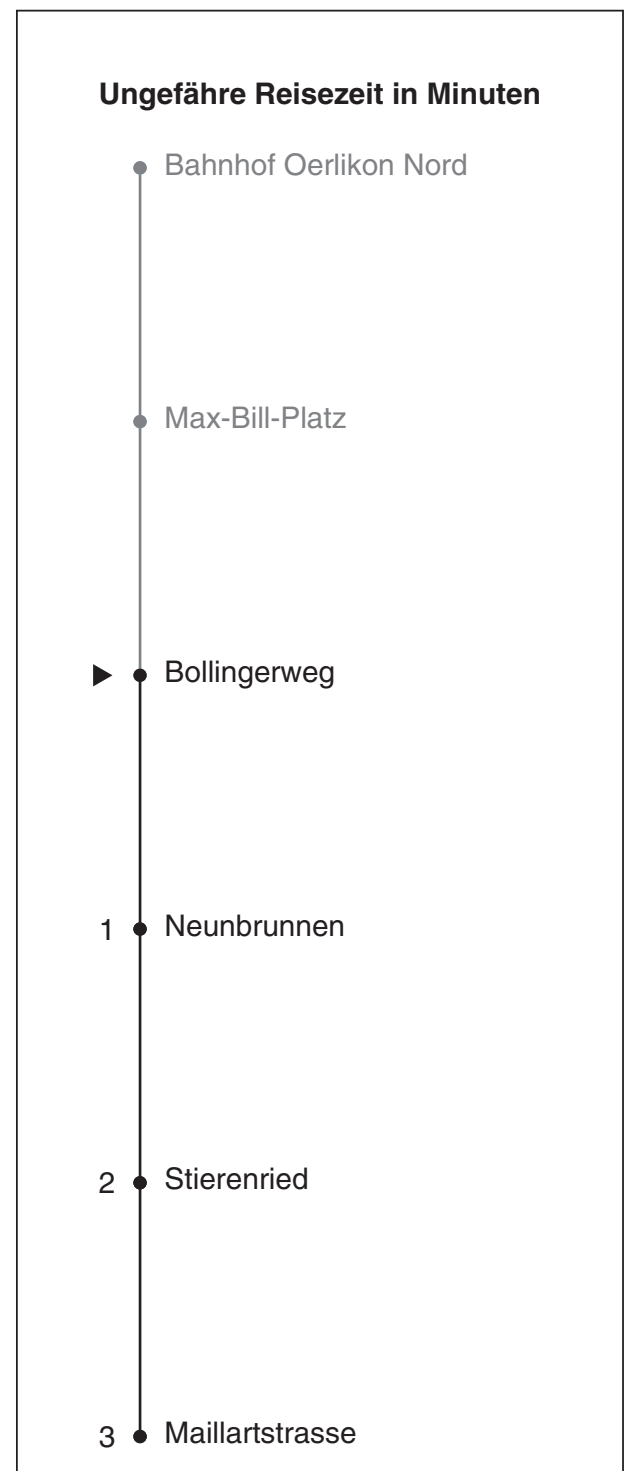 Ungefähre Reisezeit in Minuten
Bahnhof Oerlikon Nord
Max-Bill-Platz
Bollingerweg
1 Neunbrunnen
2 Stierenried
3 Maillartstrasse